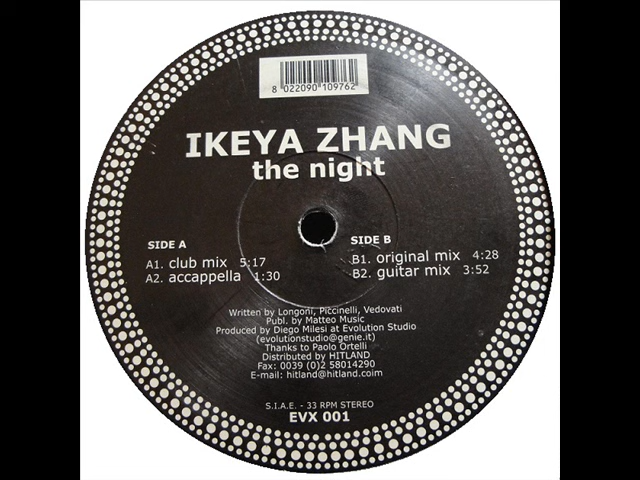 8 022090 109762
IKEYA ZHANG
the night
SIDE A
A1. club mix 5:17
A2. accappella 1:30
SIDE B
B1. original mix 4:28
B2. guitar mix 3:52
Written by Longoni, Piccinelli, Vedovati
Publ. by Matteo Music
Produced by Diego Milesi at Evolution Studio
(evolutionstudio@genie.it)
Thanks to Paolo Ortelli
Distributed by HITLAND
Fax: 0039 (0)2 58014290
E-mail: hitland@hitland.coim
S.I.A.E. - 33 RPM STEREO
EVX 001